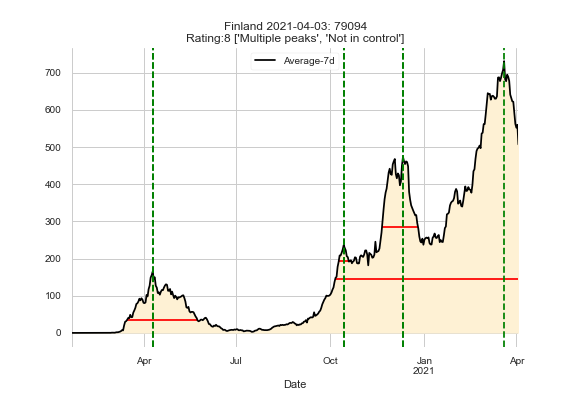 Finland 2021-04-03: 79094
Rating:8 ['Multiple peaks', 'Not in control']
Average-7d
700
600
500
400
300
200
100
0
Apr
Jul
Oct
Jan
2021
Apr
Date